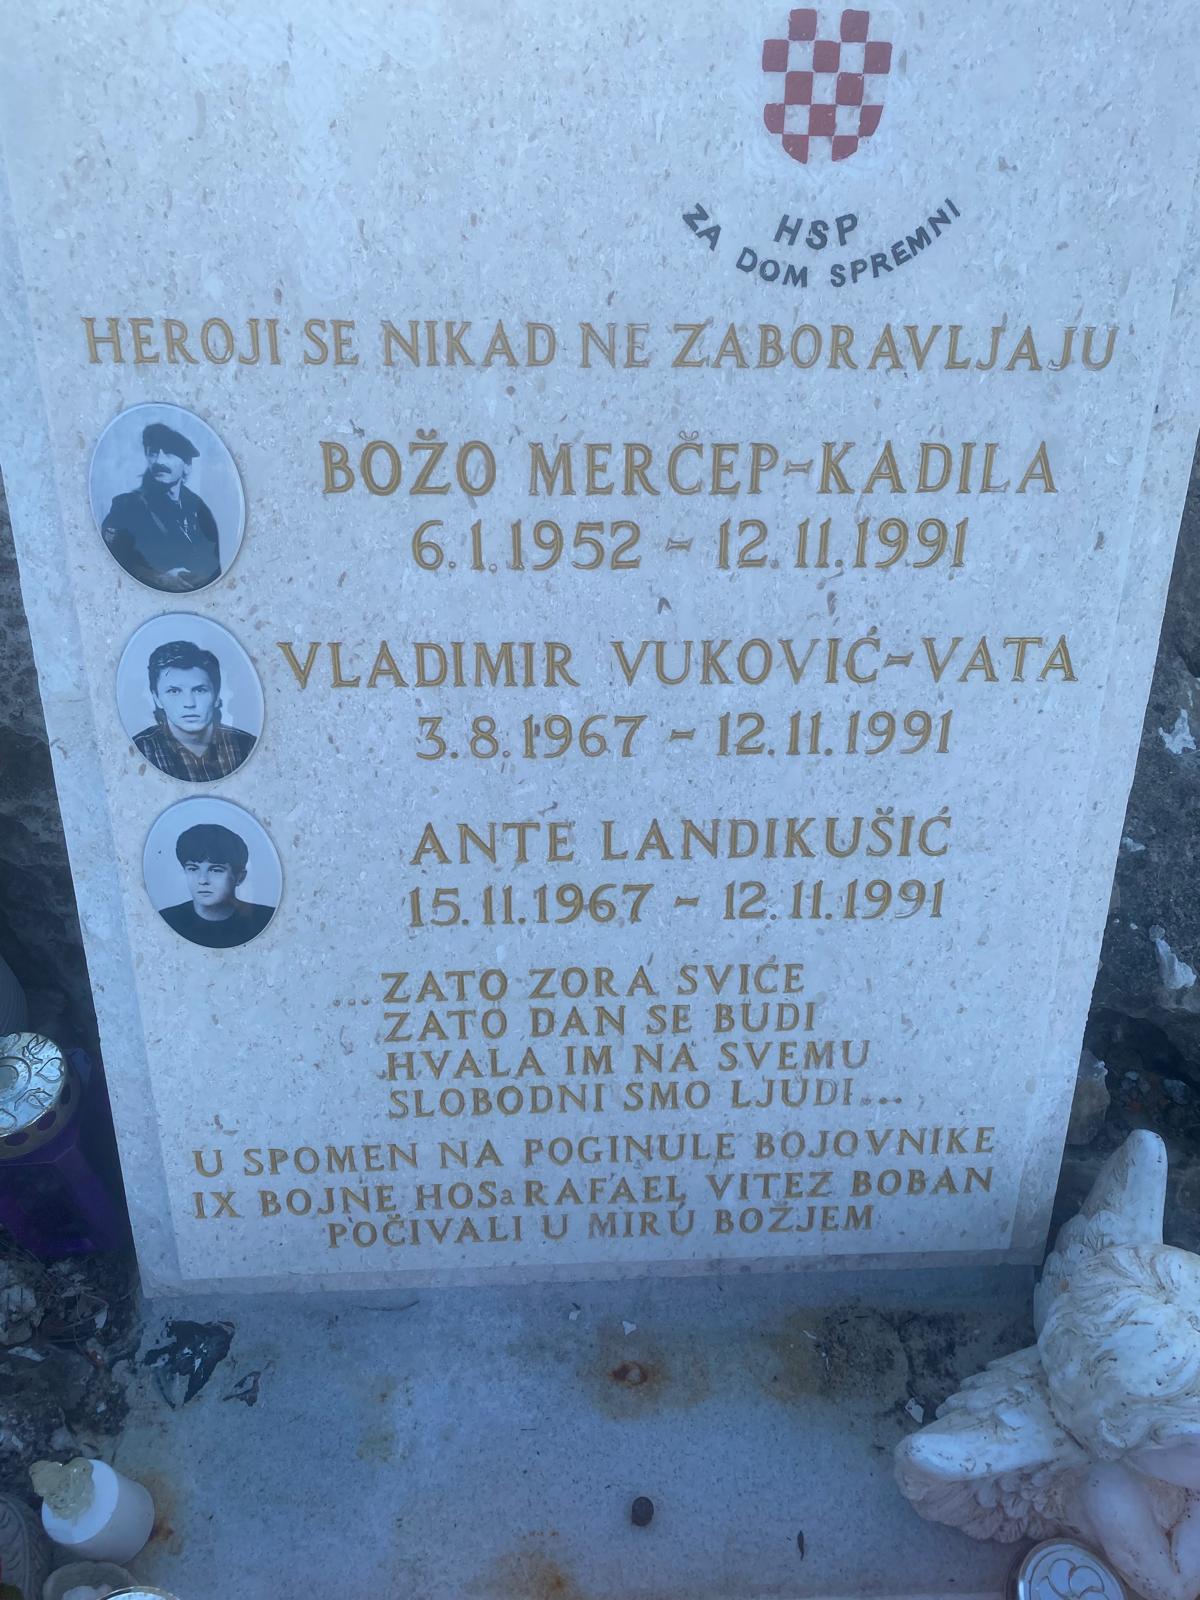 HSP
ZA DOM SPREMNI
HEROJI SE NIKAD NE ZABORAVLJAJU
BOŽO MERČEP-KADILA
6.1.1952 - 12.11.1991
VLADIMIR VUKOVIĆ-VATA
3.8.1967 - 12.11.1991
ANTE LANDIKUŠIĆ
15.11.1967 - 12.11.1991
...ZATO ZORA SVIĆE
ZATO DAN SE BUDI
HVALA IM NA SVEMU
SLOBODNI SMO LJUDI...
U SPOMEN NA POGINULE BOJOVNIKE
IX BOJNE HOSa RAFAEL VITEZ BOBAN
POČIVALI U MIRU BOŽJEM